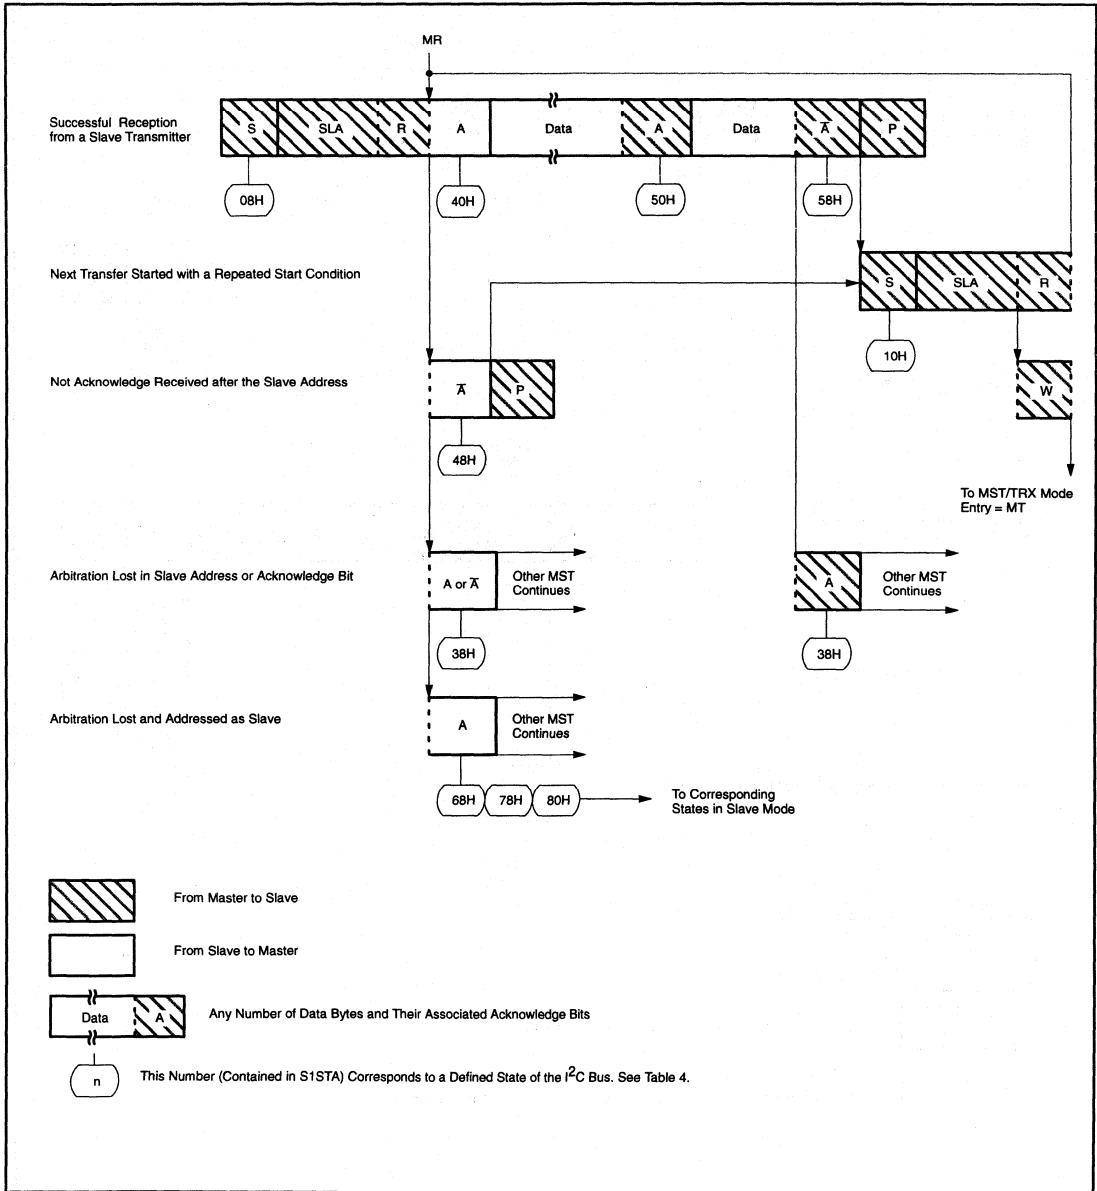 MR
Successful Reception
from a Slave Transmitter
S SLA R A Data A Data A̅ P
08H 40H 50H 58H
Next Transfer Started with a Repeated Start Condition
S SLA R
10H
Not Acknowledge Received after the Slave Address
A̅ P
W
48H
To MST/TRX Mode
Entry = MT
Arbitration Lost in Slave Address or Acknowledge Bit
A or A̅
Other MST
Continues
A
Other MST
Continues
38H 38H
Arbitration Lost and Addressed as Slave
A
Other MST
Continues
68H 78H 80H
To Corresponding
States in Slave Mode
From Master to Slave
From Slave to Master
Data A
Any Number of Data Bytes and Their Associated Acknowledge Bits
n
This Number (Contained in S1STA) Corresponds to a Defined State of the I²C Bus. See Table 4.